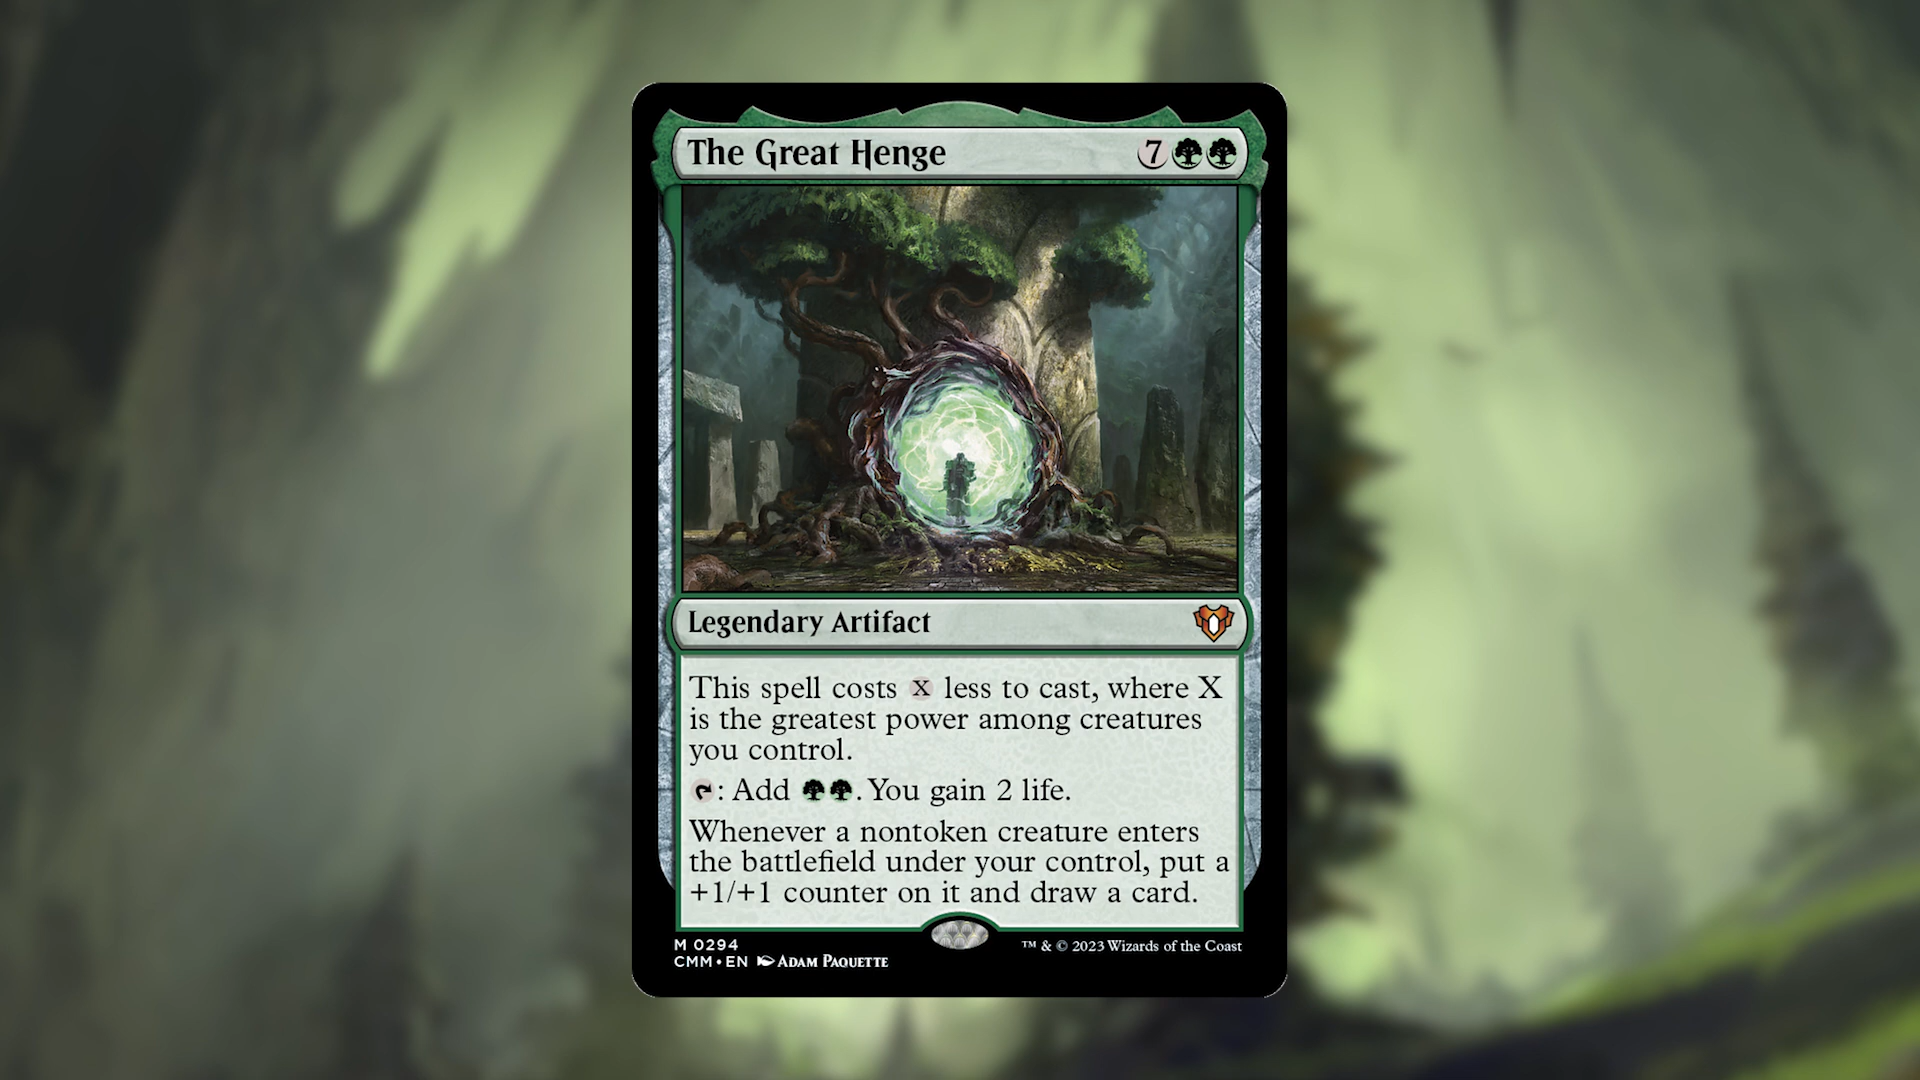 The Great Henge 7
Legendary Artifact
This spell costs X less to cast, where X
is the greatest power among creatures
you control.
: Add . You gain 2 life.
Whenever a nontoken creature enters
the battlefield under your control, put a
+1/+1 counter on it and draw a card.
M 0294
CMM • EN ADAM PAQUETTE
™ & © 2023 Wizards of the Coast